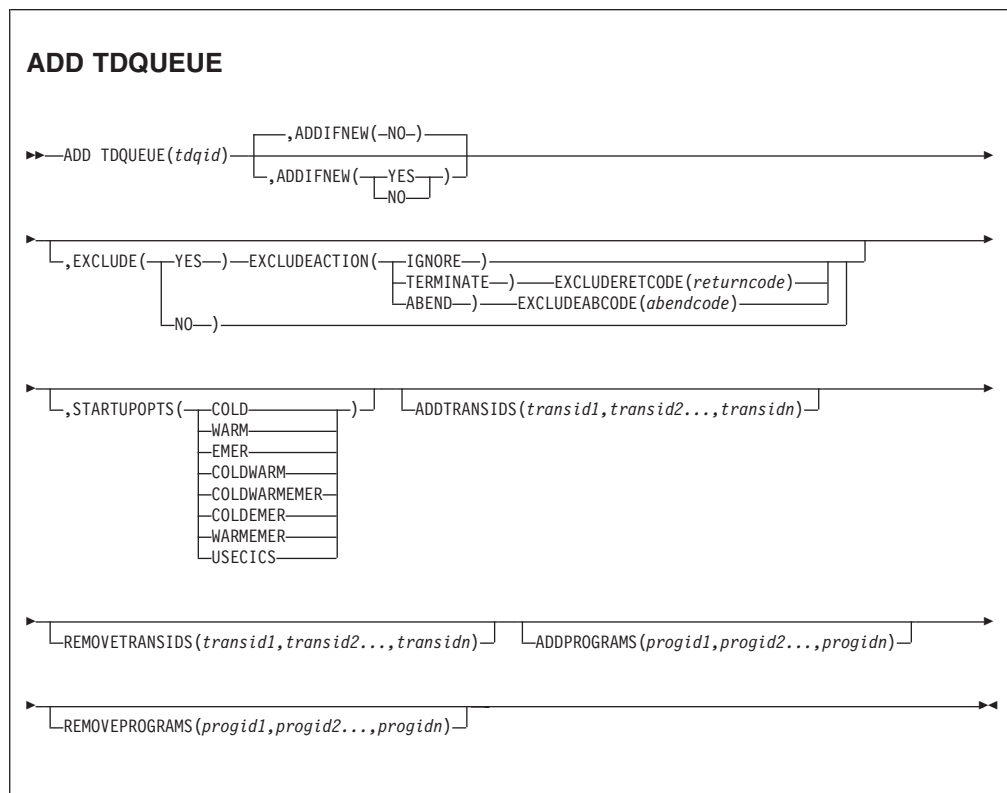 ADD TDQUEUE
,ADDIFNEW(NO)
ADD TDQUEUE(tdqid)
,ADDIFNEW(YES)
NO
,EXCLUDE(YES)EXCLUDEACTION(IGNORE)
TERMINATE)EXCLUDERETCODE(returncode)
ABEND)EXCLUDEABCODE(abendcode)
NO)
,STARTUPOPTS(COLD) ADDTRANSIDS(transid1,transid2...,transidn)
WARM
EMER
COLDWARM
COLDWARMEMER
COLDEMER
WARMEMER
USECICS
REMOVETRANSIDS(transid1,transid2...,transidn) ADDPROGRAMS(progid1,progid2...,progidn)
REMOVEPROGRAMS(progid1,progid2...,progidn)